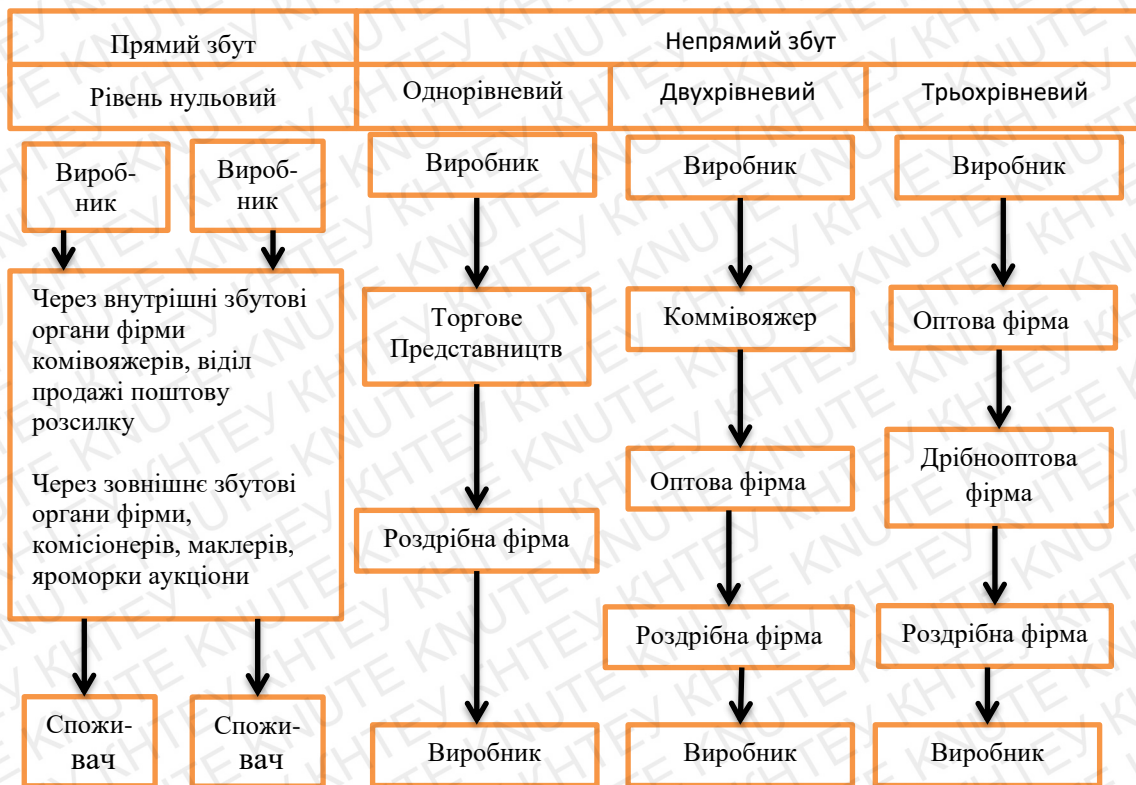 Прямий збут
Непрямий збут
Рівень нульовий
Однорівневий
Двухрівневий
Трьохрівневий
Вироб-
ник
Вироб-
ник
Виробник
Виробник
Виробник
Через внутрішні збутові
органи фірми
комівояжерів, віділ
продажі поштову
розсилку
Через зовнішнє збутові
органи фірми,
комісіонерів, маклерів,
яроморки аукціони
Торгове
Представництв
Коммівояжер
Оптова фірма
Роздрібна фірма
Оптова фірма
Дрібнооптова
фірма
Роздрібна фірма
Роздрібна фірма
Спожи-
вач
Спожи-
вач
Виробник
Виробник
Виробник
KNUTE KHTEY